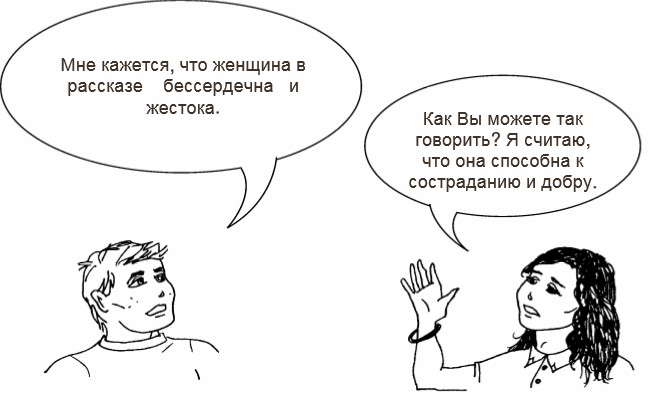 Мне кажется, что женщина в
рассказе бессердечна и
жестока.
Как Вы можете так
говорить? Я считаю,
что она способна к
состраданию и добру.